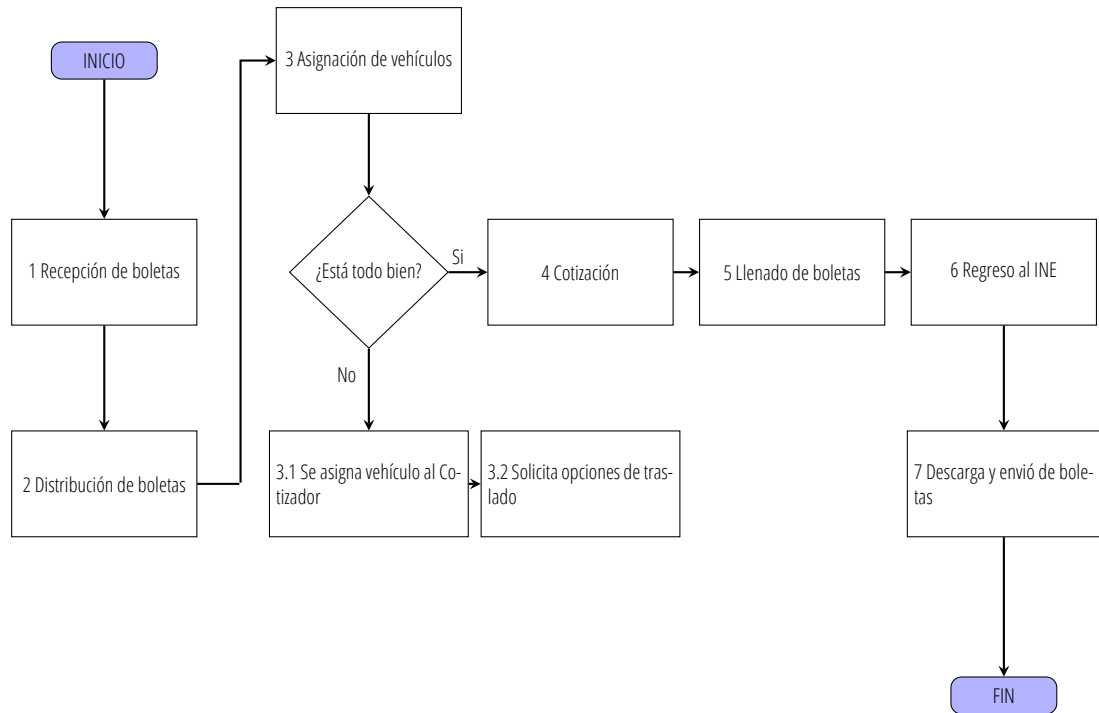 INICIO
1 Recepción de boletas
2 Distribución de boletas
3 Asignación de vehículos
¿Está todo bien?
Si
No
3.1 Se asigna vehículo al Co-
tizador
3.2 Solicita opciones de tras-
lado
4 Cotización
5 Llenado de boletas
6 Regreso al INE
7 Descarga y envió de bole-
tas
FIN